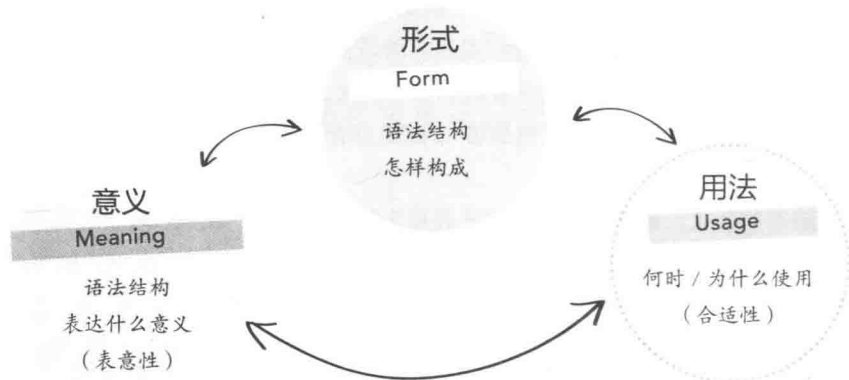 形式
Form
语法结构
怎样构成
意义
Meaning
语法结构
表达什么意义
（表意性）
用法
Usage
何时 / 为什么使用
（合适性）